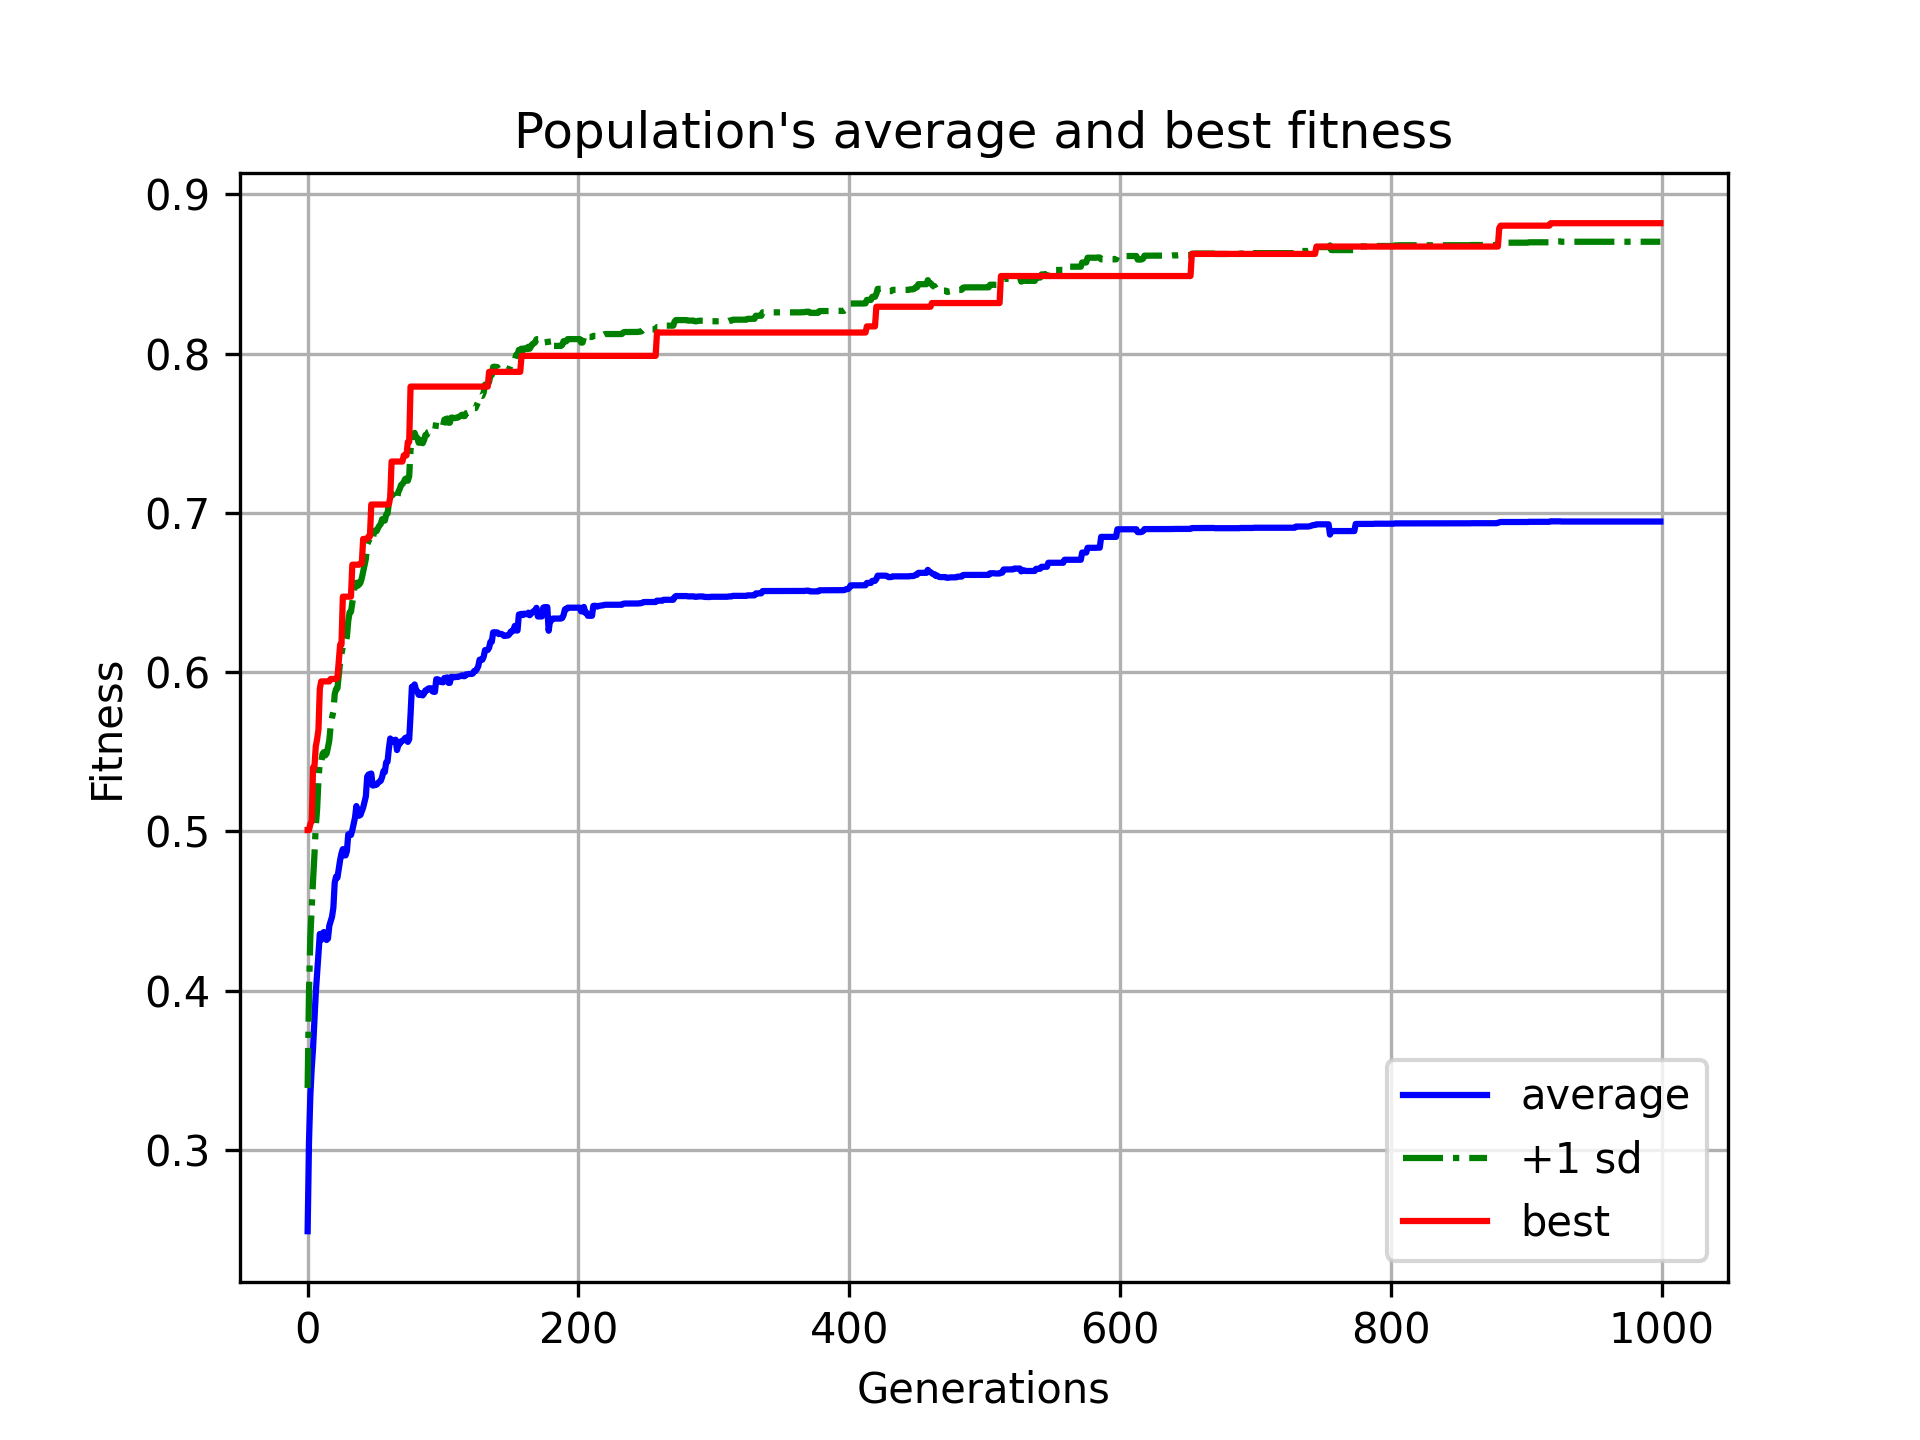 Population's average and best fitness
0.9
0.8
0.7
0.6
0.5
0.4
0.3
Fitness
0 200 400 600 800 1000
Generations
average
+1 sd
best